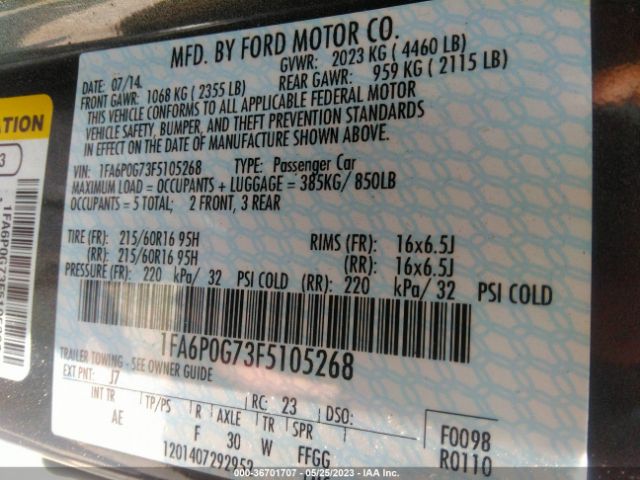 MFD. BY FORD MOTOR CO.
DATE: 07/14. GVWR: 2023 KG ( 4460 LB)
FRONT GAWR: 1068 KG ( 2355 LB) REAR GAWR: 959 KG ( 2115 LB)
THIS VEHICLE CONFORMS TO ALL APPLICABLE FEDERAL MOTOR
VEHICLE SAFETY, BUMPER, AND THEFT PREVENTION STANDARDS
IN EFFECT ON THE DATE OF MANUFACTURE SHOWN ABOVE.
VIN: 1FA6P0G73F5105268 TYPE: Passenger Car
MAXIMUM LOAD = OCCUPANTS + LUGGAGE = 385KG/ 850LB
OCCUPANTS = 5 TOTAL; 2 FRONT, 3 REAR
TIRE (FR): 215/60R16 95H RIMS (FR): 16x6.5J
(RR): 215/60R16 95H (RR): 16x6.5J
PRESSURE (FR): 220 kPa/ 32 PSI COLD (RR): 220 kPa/ 32 PSI COLD
1FA6P0G73F5105268
TRAILER TOWING - SEE OWNER GUIDE
EXT PNT: J7 RC: 23 DSO:
INT TR TP/PS R AXLE TR SPR F0098
AE F 30 W FFGG R0110
1201407292952
ATION
3
IAA - 36701707 - 05/25/2023 - IAA, Inc.